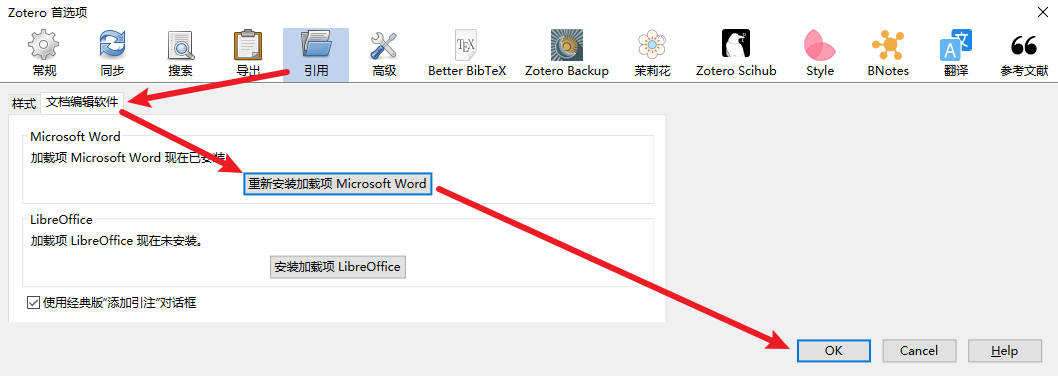 Zotero 首选项
常规 同步 搜索 导出 引用 高级 Better BibTeX Zotero Backup 茉莉花 Zotero Scihub Style BNotes 翻译 参考文献
样式 文档编辑软件
Microsoft Word
加载项 Microsoft Word 现在已安装
重新安装加载项 Microsoft Word
LibreOffice
加载项 LibreOffice 现在未安装。
安装加载项 LibreOffice
使用经典版“添加引注”对话框
OK Cancel Help